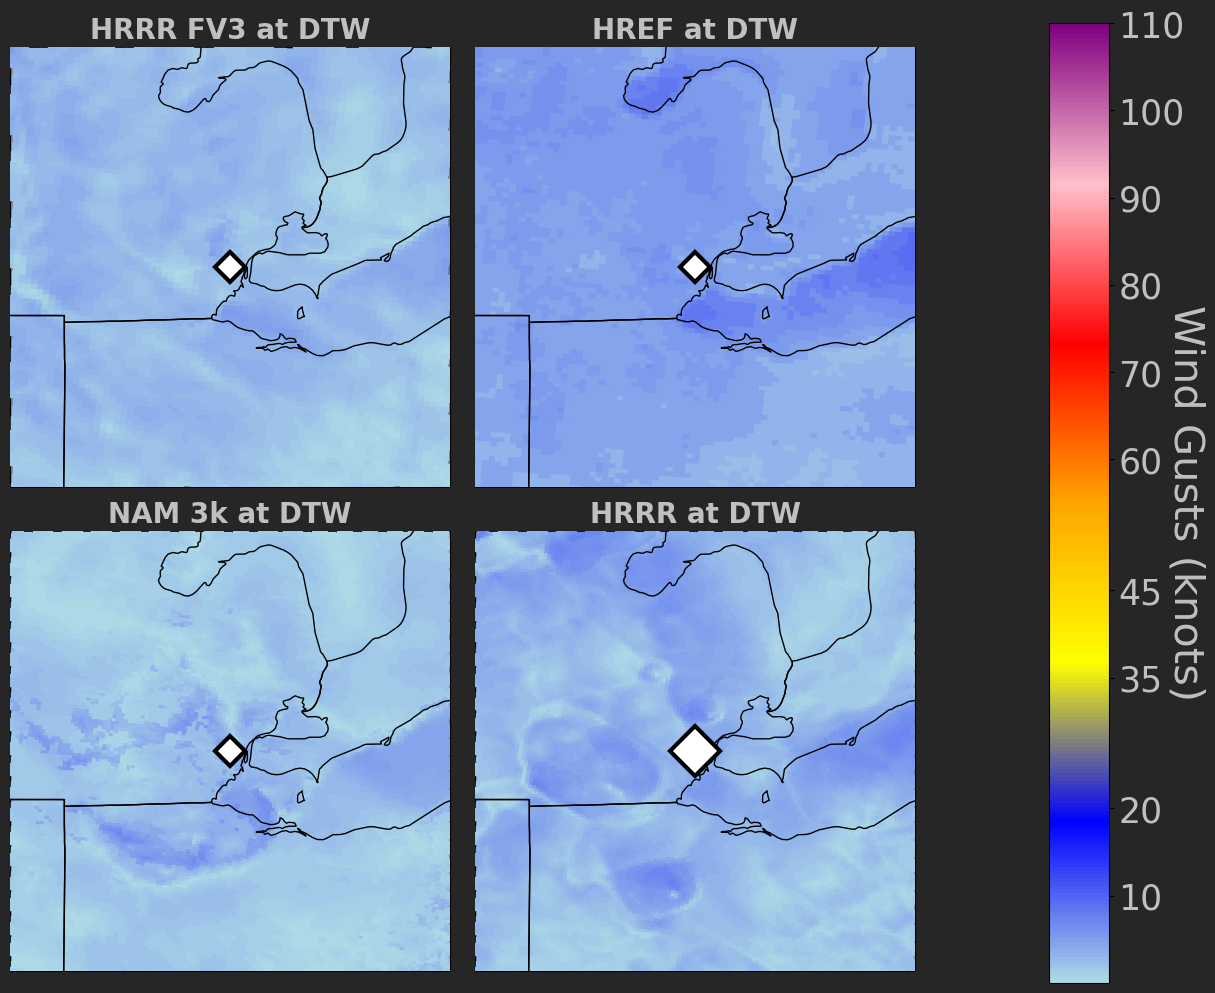 HRRR FV3 at DTW
HREF at DTW
NAM 3k at DTW
HRRR at DTW
110
100
90
80
70
60
45
35
20
10
Wind Gusts (knots)